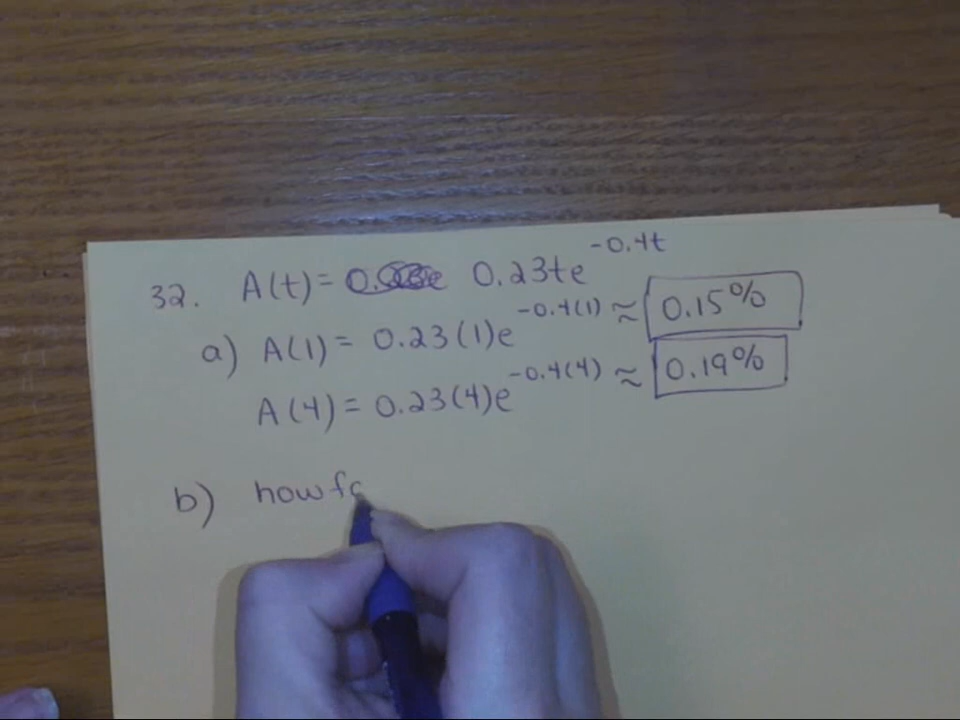 32. A(t) = 0.23te^-0.4t
a) A(1) = 0.23(1)e^-0.4(1) ≈ 0.15%
A(4) = 0.23(4)e^-0.4(4) ≈ 0.19%
b) how fa